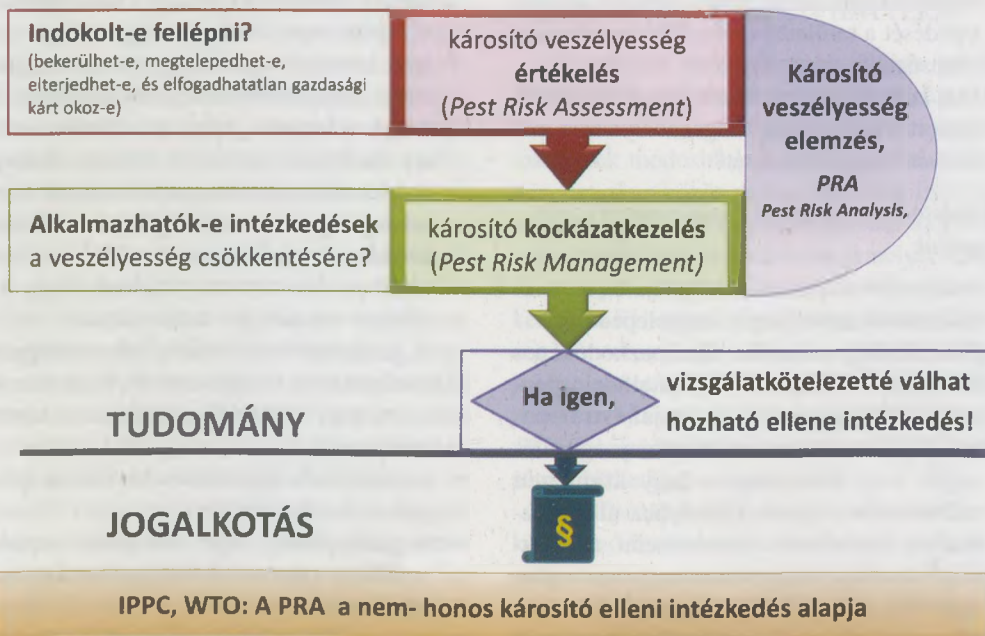 Indokolt-e fellépni?
(bekerülhet-e, megtelepedhet-e,
elterjedhet-e, és elfogadhatatlan gazdasági
kárt okoz-e)
károsító veszélyesség
értékelés
(Pest Risk Assessment)
Károsító
veszélyesség
elemzés,
PRA
Pest Risk Analysis,
Alkalmazhatók-e intézkedések
a veszélyesség csökkentésére?
károsító kockázatkezelés
(Pest Risk Management)
Ha igen,
vizsgálatkötelezetté válhat
hozható ellene intézkedés!
TUDOMÁNY
JOGALKOTÁS
§
IPPC, WTO: A PRA a nem- honos károsító elleni intézkedés alapja